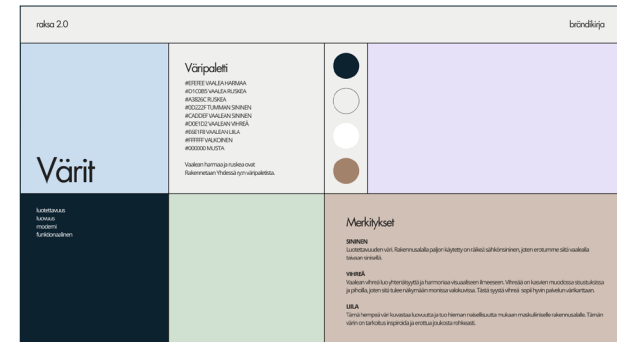 raksa 2.0
brändikirja
Väripaletti
#EFEFEE VAALEA HARMAA
#D1C0B5 VAALEA RUSKEA
#A3826C RUSKEA
#0D222F TUMMAN SININEN
#CADDEF VAALEAN SININEN
#D0E1D2 VAALEAN VIHREÄ
#E6E1F8 VAALEAN LIILA
#FFFFFF VALKOINEN
#000000 MUSTA
Vaalean harmaa ja ruskea ovat
Rakennetaan Yhdessä ry:n väripaletista.
Värit
luotettavuus
luovuus
moderni
funktionaalinen
Merkitykset
SININEN
Luotettavuuden väri. Rakennusalalla paljon käytetty on räikeä sähkönsininen, joten erotumme siitä vaalealla
taivaan sinisellä.
VIHREÄ
Vaalean vihreä luo yhtenäisyyttä ja harmoniaa visuaaliseen ilmeeseen. Vihreää on kasvien muodossa sisustuksissa
ja pihoilla, joten sitä tulee näkymään monissa valokuvissa. Tästä syystä vihreä sopii hyvin palvelun värikarttaan.
LIILA
Tämä hempeä väri kuvastaa luovuutta ja tuo hieman naisellisuutta mukaan maskuliiniselle rakennusalalle. Tämän
värin on tarkoitus inspiroida ja erottua joukosta rohkeasti.